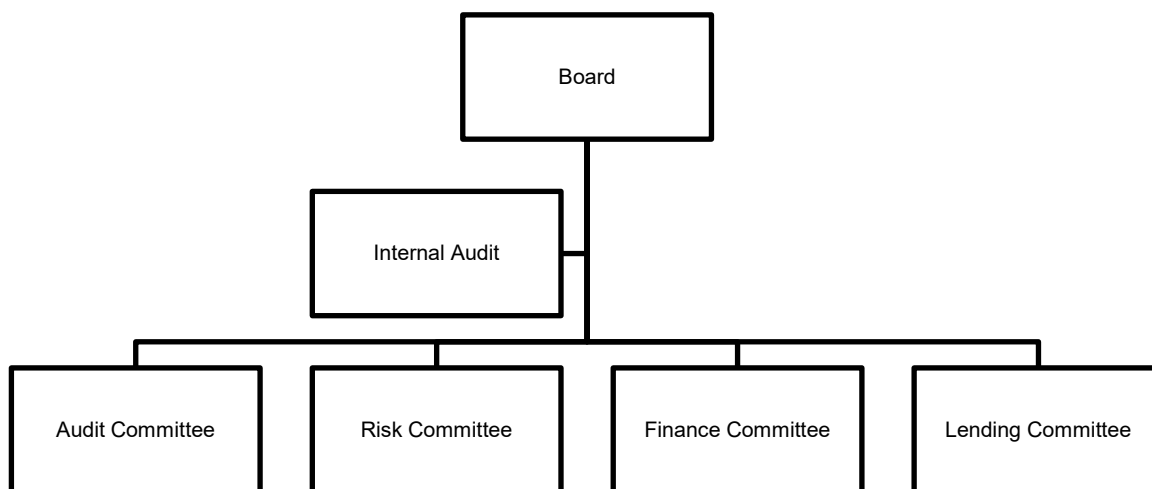 Board
Internal Audit
Audit Committee
Risk Committee
Finance Committee
Lending Committee